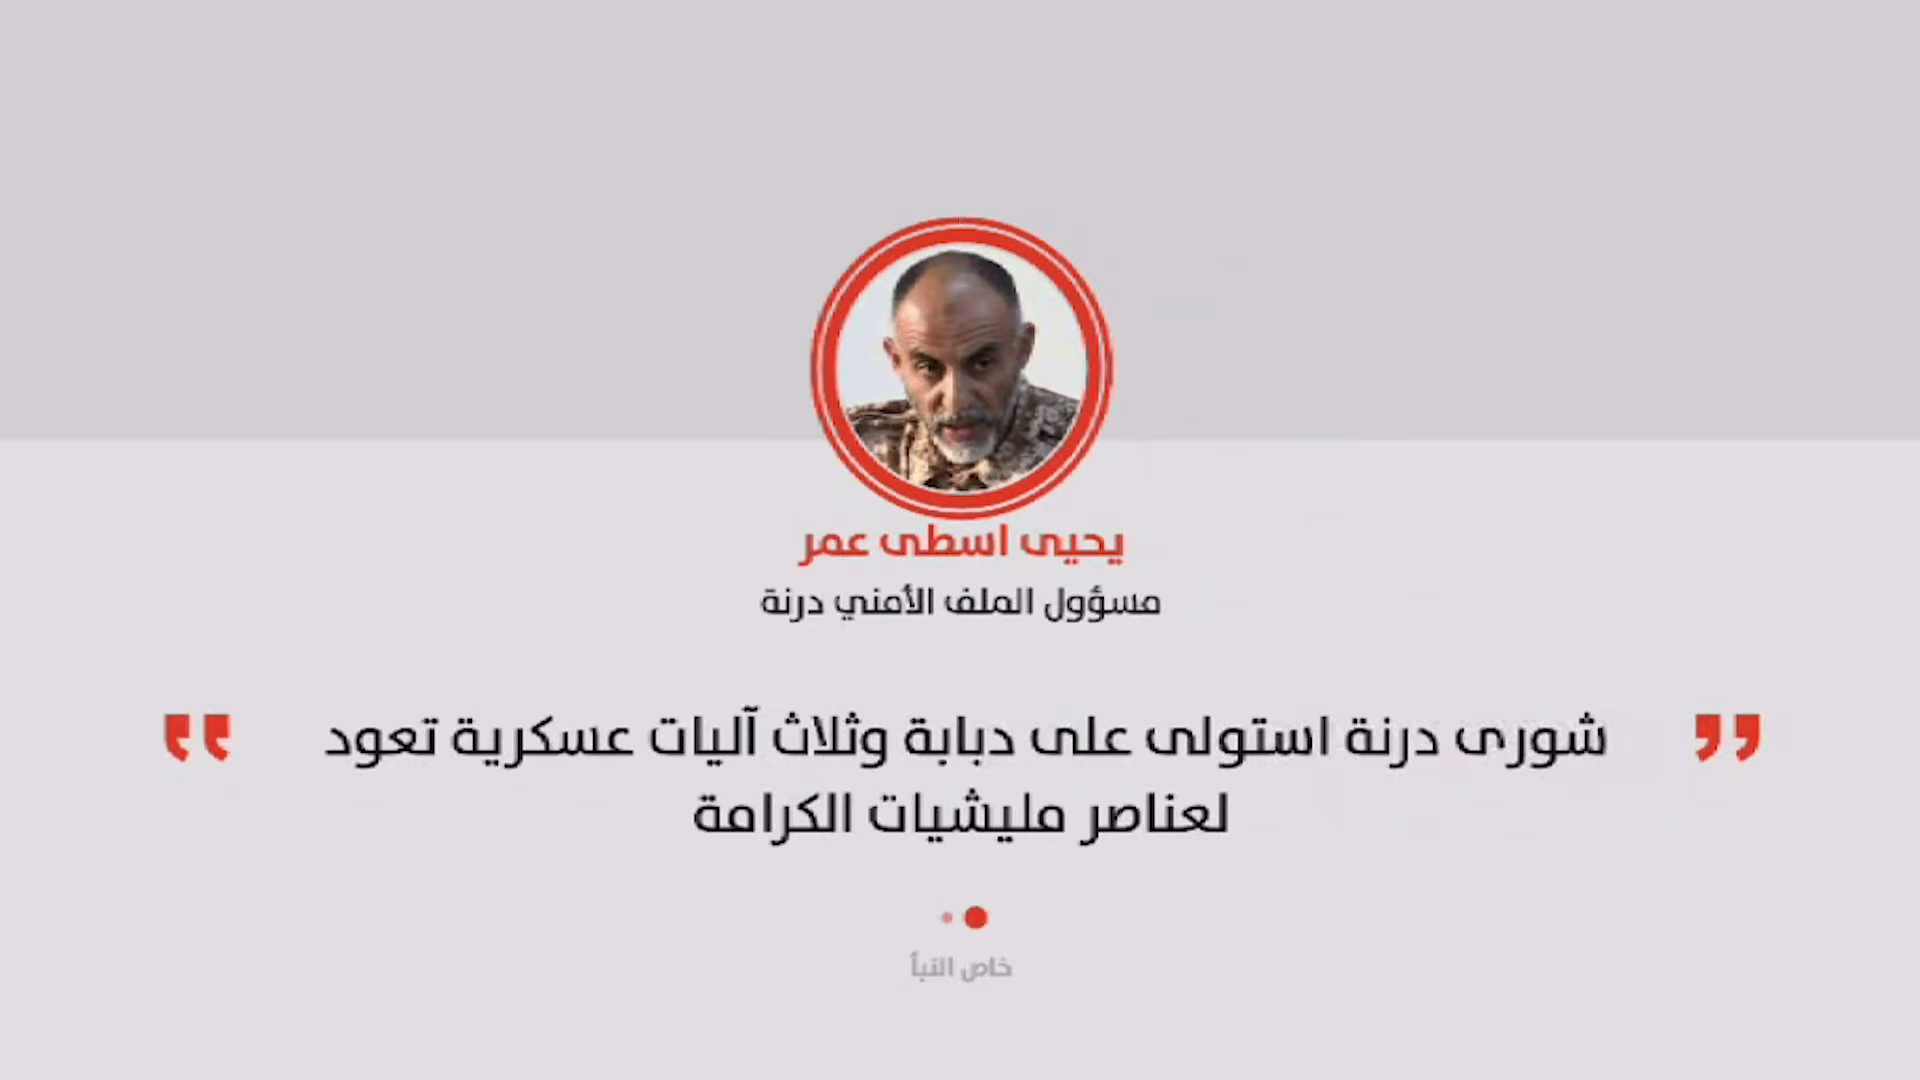 يحيى اسطى عمر
مسؤول الملف الأمني درنة
شورى درنة استولى على دبابة وثلاث آليات عسكرية تعود
لعناصر مليشيات الكرامة
خاص النبأ